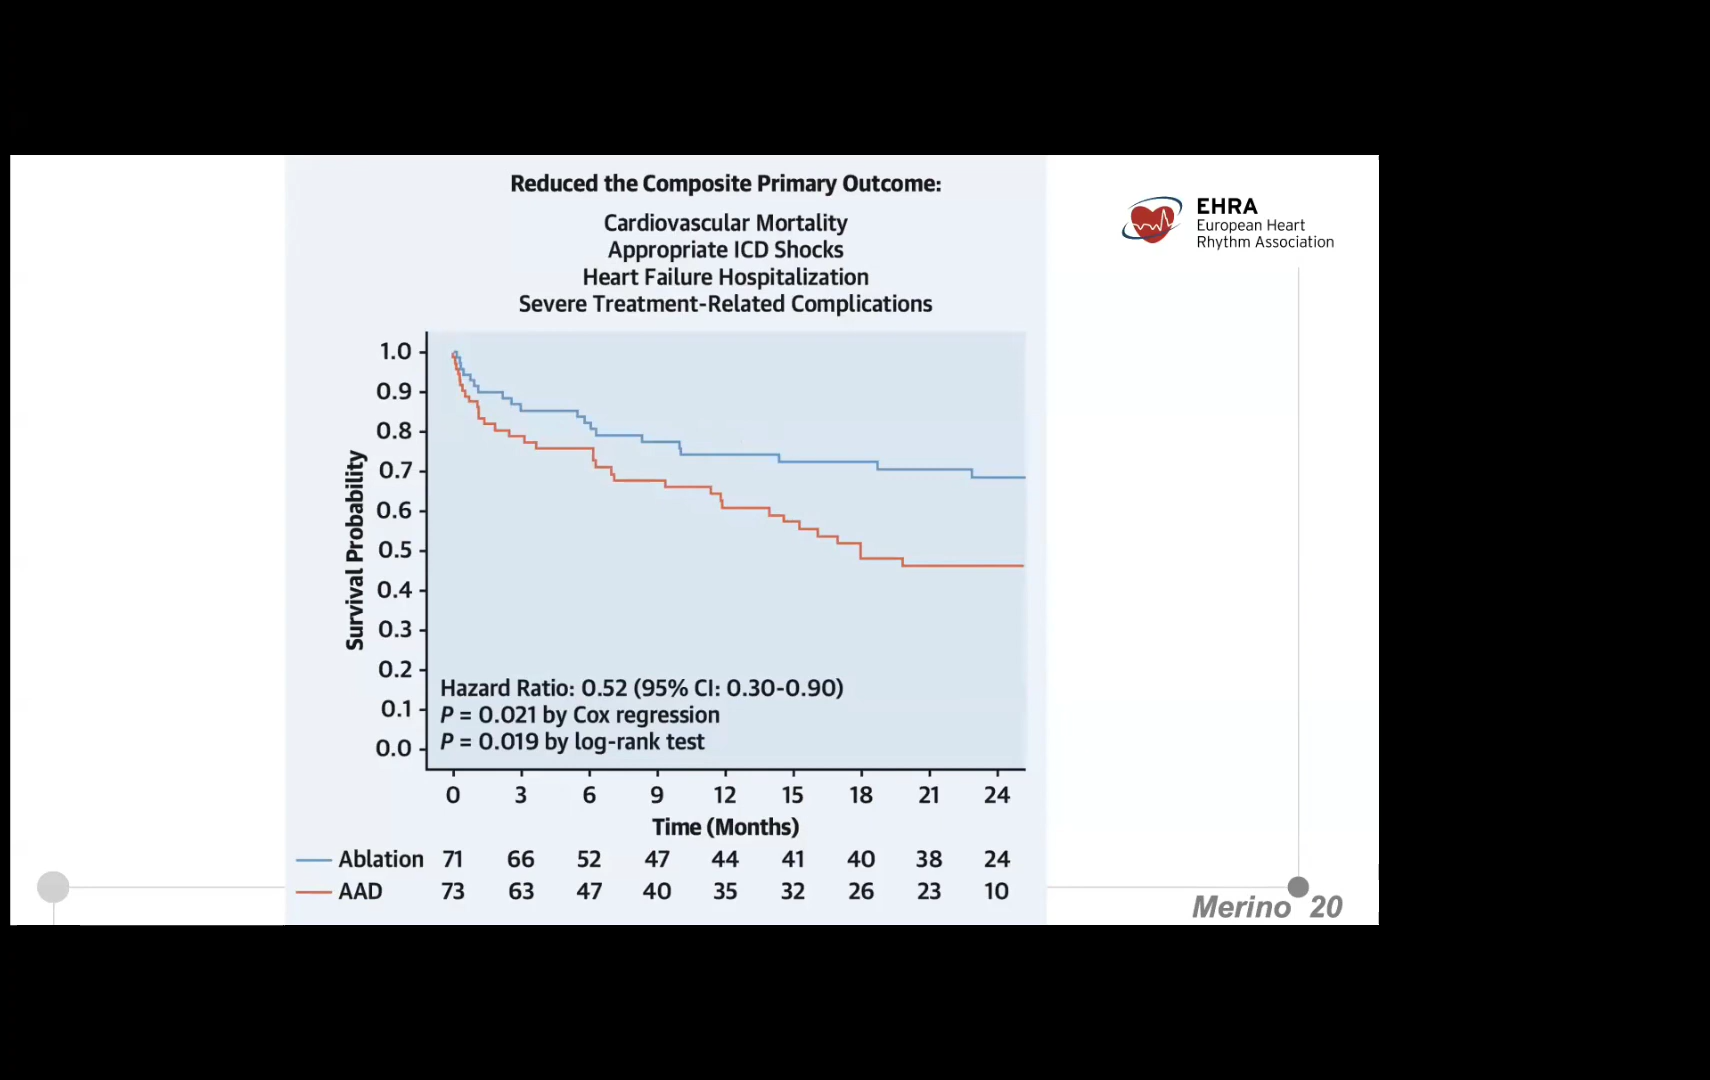 Reduced the Composite Primary Outcome:
Cardiovascular Mortality
Appropriate ICD Shocks
Heart Failure Hospitalization
Severe Treatment-Related Complications
EHRA
European Heart
Rhythm Association
Survival Probability
1.0
0.9
0.8
0.7
0.6
0.5
0.4
0.3
0.2
0.1
0.0
Hazard Ratio: 0.52 (95% CI: 0.30-0.90)
P = 0.021 by Cox regression
P = 0.019 by log-rank test
0 3 6 9 12 15 18 21 24
Time (Months)
Ablation 71 66 52 47 44 41 40 38 24
AAD 73 63 47 40 35 32 26 23 10
Merino 20